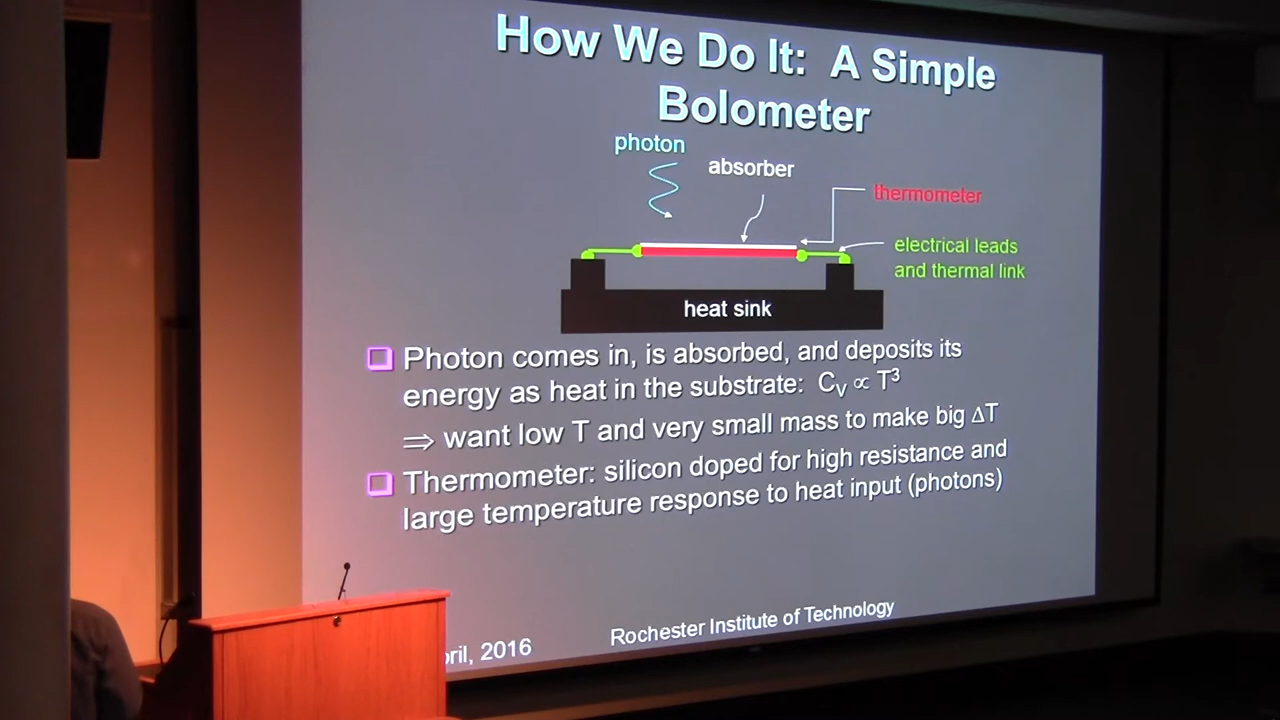 How We Do It: A Simple
Bolometer
photon
absorber
thermometer
electrical leads
and thermal link
heat sink
Photon comes in, is absorbed, and deposits its
energy as heat in the substrate: Cᵥ ∝ T³
⇒ want low T and very small mass to make big ΔT
Thermometer: silicon doped for high resistance and
large temperature response to heat input (photons)
2016
Rochester Institute of Technology